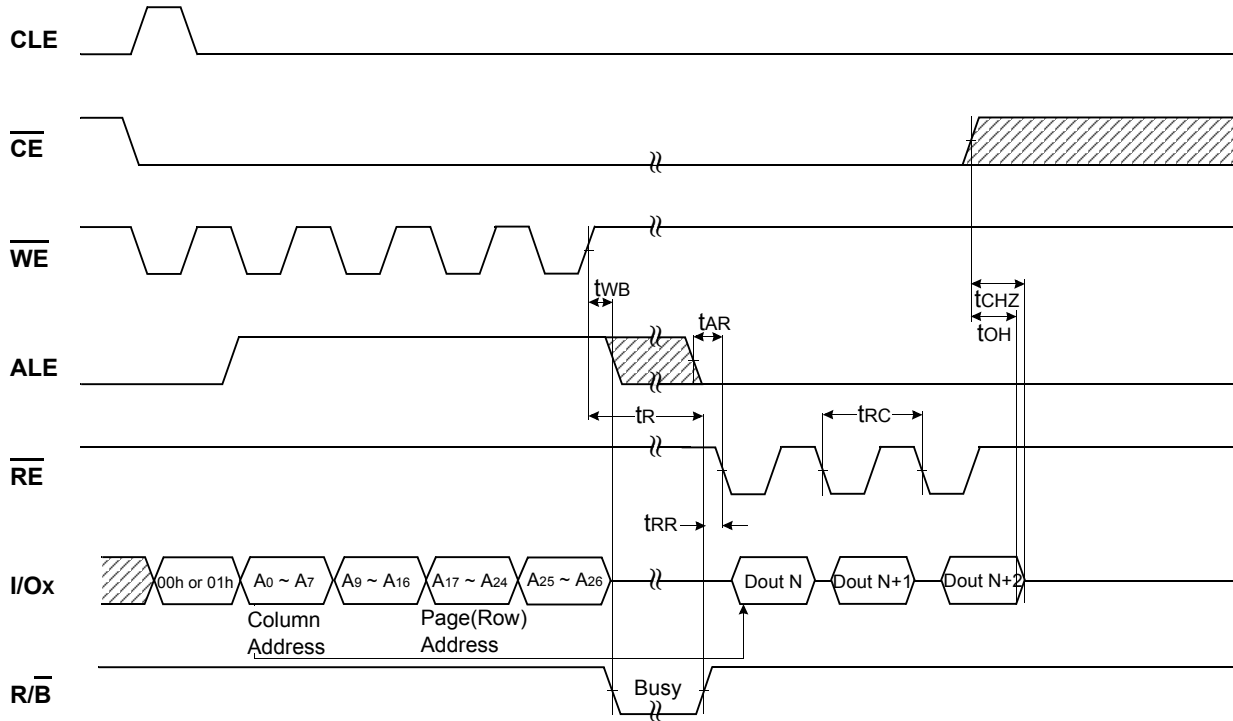 CLE
CE
tCHZ
tOH
WE
tWB
tAR
ALE
tR
tRC
RE
tRR
I/Ox
00h or 01h
A0 ~ A7
A9 ~ A16
A17 ~ A24
A25 ~ A26
Dout N
Dout N+1
Dout N+2
Column
Address
Page(Row)
Address
R/B
Busy